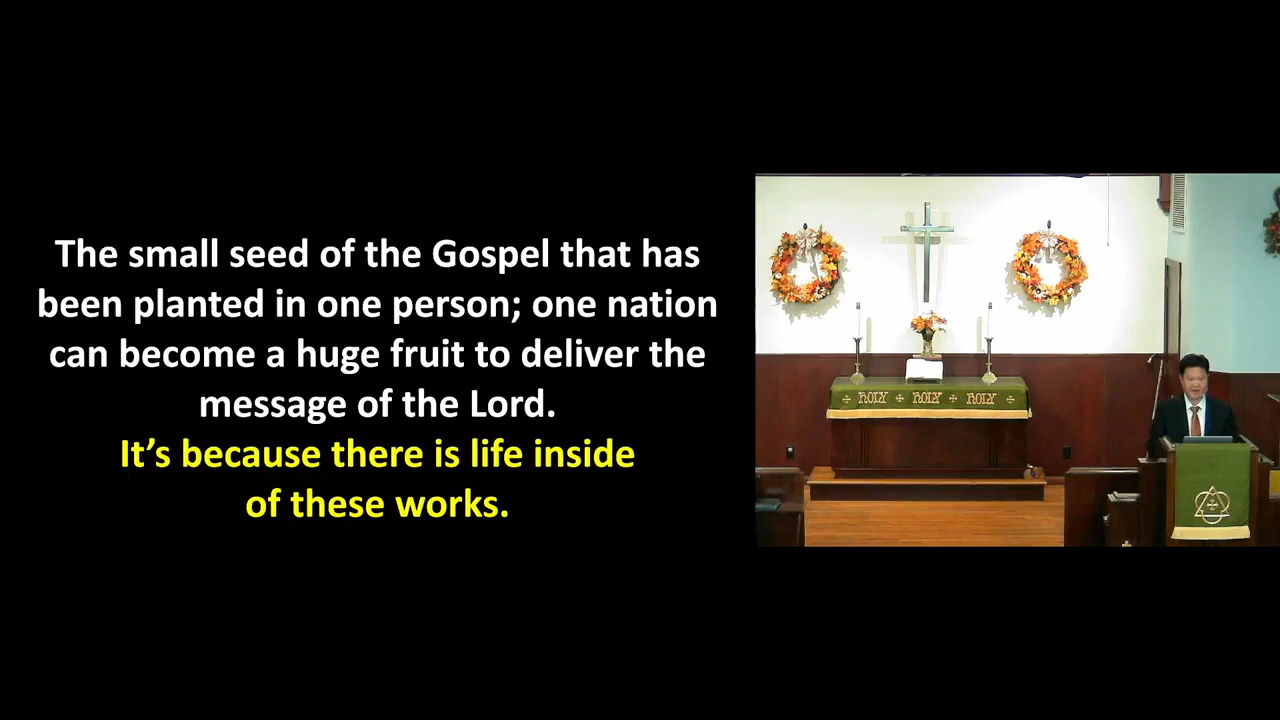 The small seed of the Gospel that has
been planted in one person; one nation
can become a huge fruit to deliver the
message of the Lord.
It’s because there is life inside
of these works.
HOLY HOLY HOLY